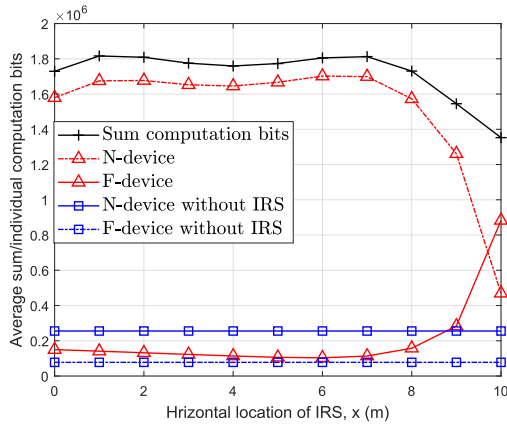 ×10⁶
2
1.8
1.6
1.4
1.2
1
0.8
0.6
0.4
0.2
0
Average sum/individual computation bits
Sum computation bits
N-device
F-device
N-device without IRS
F-device without IRS
0 2 4 6 8 10
Hrizontal location of IRS, x (m)